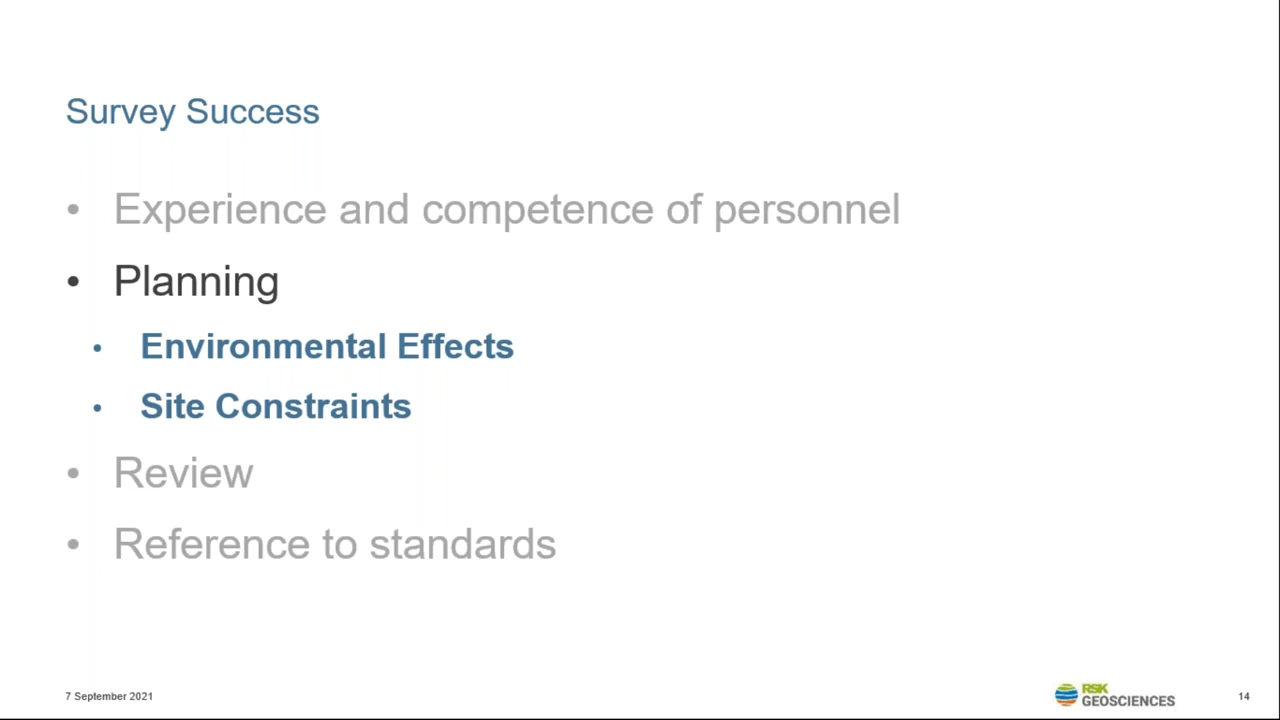 Survey Success
• Experience and competence of personnel
• Planning
• Environmental Effects
• Site Constraints
• Review
• Reference to standards
7 September 2021
RSK
GEOSCIENCES
14